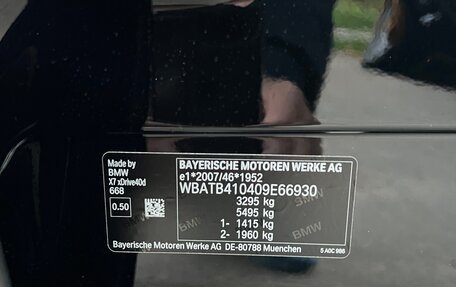 Made by
BMW
X7 xDrive40d
668
0.50
BAYERISCHE MOTOREN WERKE AG
e1*2007/46*1952
WBATB410409E66930
3295 kg
5495 kg
1- 1415 kg
2- 1960 kg
Bayerische Motoren Werke AG DE-80788 Muenchen
5 A0C 986